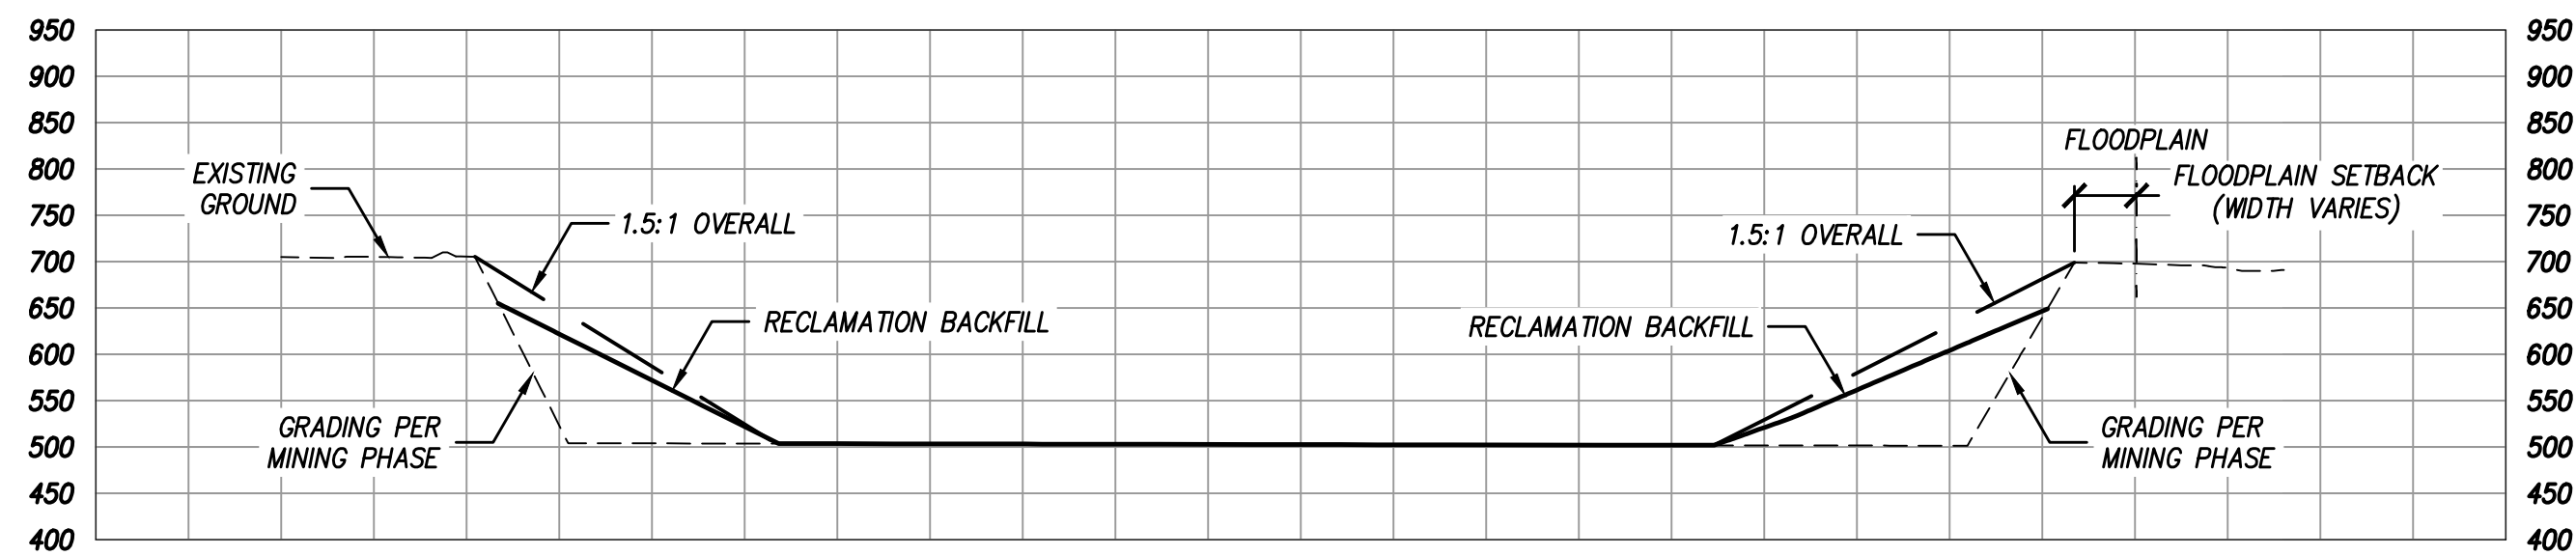 950
900
850
800
750
700
650
600
550
500
450
400
EXISTING
GROUND
1.5:1 OVERALL
RECLAMATION BACKFILL
GRADING PER
MINING PHASE
FLOODPLAIN
FLOODPLAIN SETBACK
(WIDTH VARIES)
1.5:1 OVERALL
RECLAMATION BACKFILL
GRADING PER
MINING PHASE
950
900
850
800
750
700
650
600
550
500
450
400